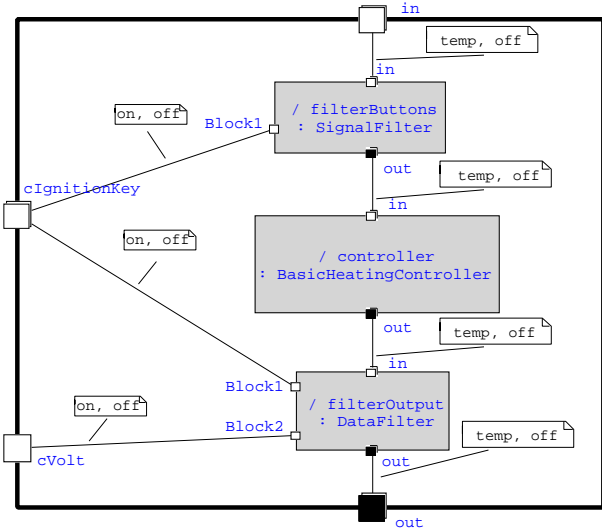 in
temp, off
in
/ filterButtons
: SignalFilter
on, off
Block1
out
temp, off
cIgnitionKey
in
on, off
/ controller
: BasicHeatingController
out
temp, off
in
Block1
/ filterOutput
: DataFilter
on, off
Block2
temp, off
cVolt
out
out